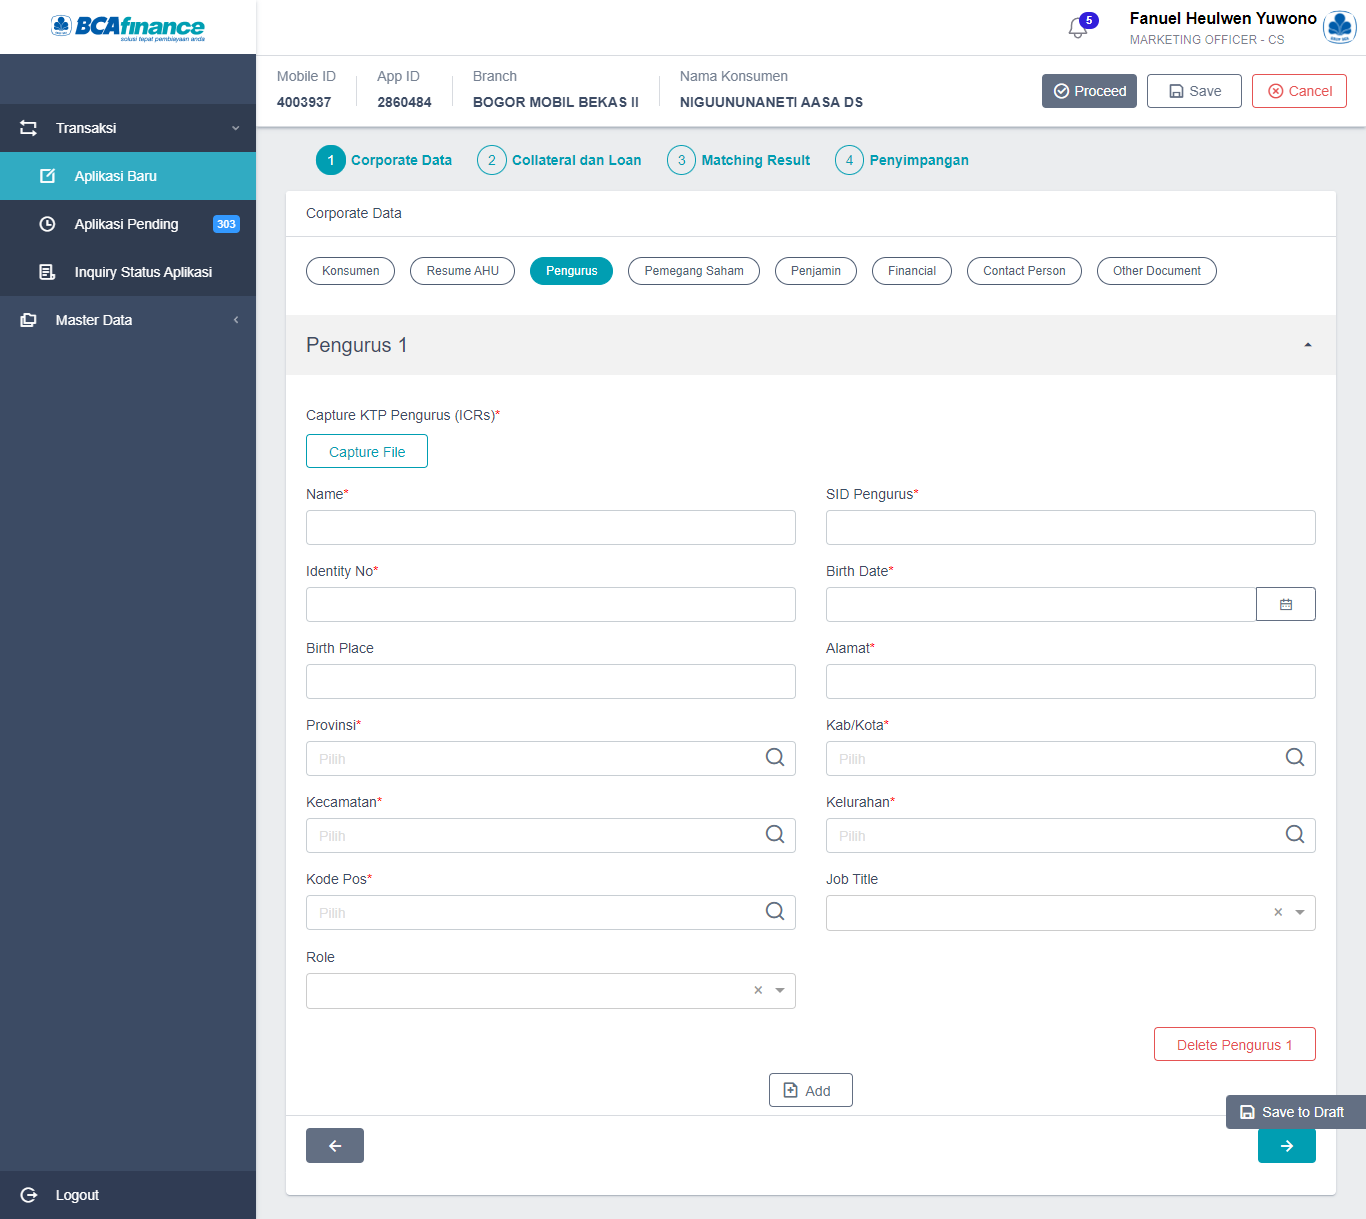 BCAfinance
solusi tepat pembiayaan anda
5
Fanuel Heulwen Yuwono
MARKETING OFFICER - CS
Mobile ID
4003937
App ID
2860484
Branch
BOGOR MOBIL BEKAS II
Nama Konsumen
NIGUUNUNANETI AASA DS
Proceed
Save
Cancel
Transaksi
Aplikasi Baru
Aplikasi Pending 303
Inquiry Status Aplikasi
Master Data
Logout
1 Corporate Data
2 Collateral dan Loan
3 Matching Result
4 Penyimpangan
Corporate Data
Konsumen
Resume AHU
Pengurus
Pemegang Saham
Penjamin
Financial
Contact Person
Other Document
Pengurus 1
Capture KTP Pengurus (ICRs)*
Capture File
Name*
SID Pengurus*
Identity No*
Birth Date*
Birth Place
Alamat*
Provinsi*
Pilih
Kab/Kota*
Pilih
Kecamatan*
Pilih
Kelurahan*
Pilih
Kode Pos*
Pilih
Job Title
Role
Delete Pengurus 1
Add
Save to Draft